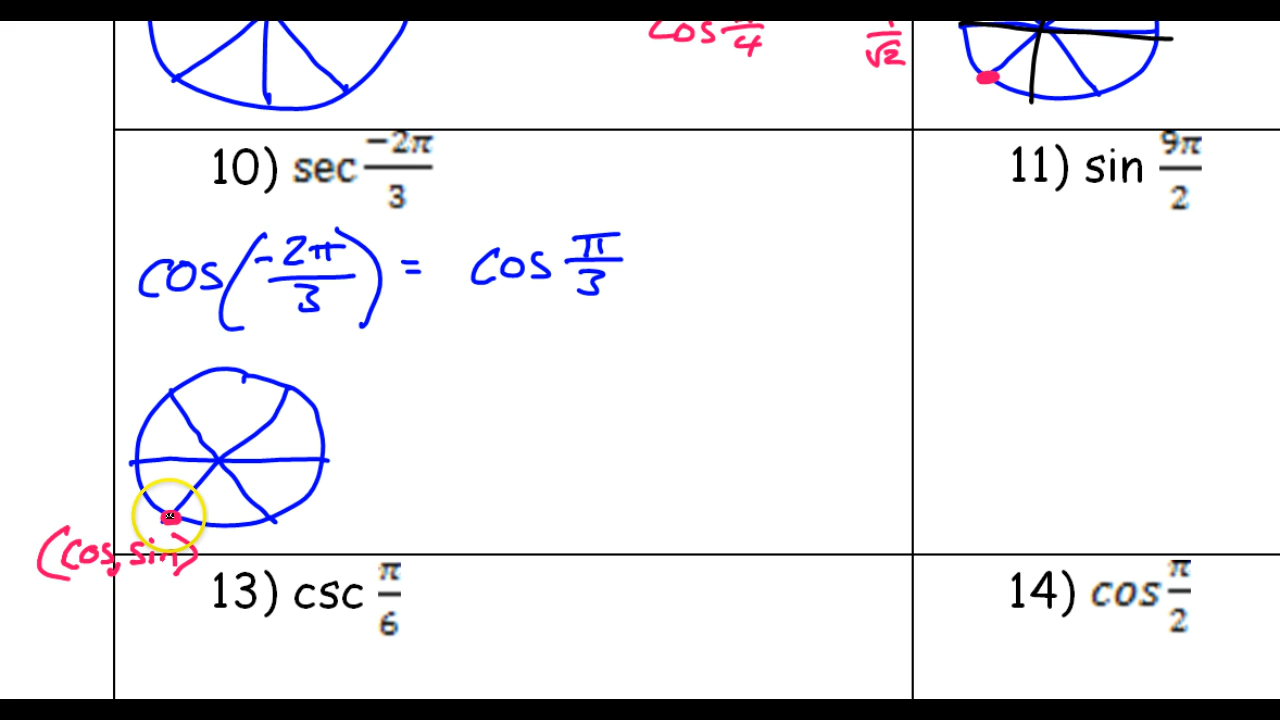 cos π/4 1/√2
10) sec -2π/3
11) sin 9π/2
cos(-2π/3) = cos π/3
(cos, sin)
13) csc π/6
14) cos π/2